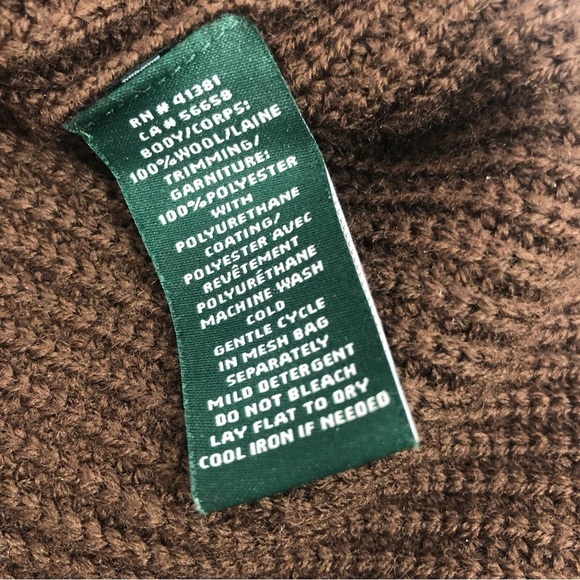 RN # 41381
CA # 56658
BODY/CORPS:
100%WOOL/LAINE
TRIMMING/
GARNITURE:
100%POLYESTER
WITH
POLYURETHANE
COATING/
POLYESTER AVEC
REVÊTEMENT
POLYURÉTHANE
MACHINE WASH
COLD
GENTLE CYCLE
IN MESH BAG
SEPARATELY
MILD DETERGENT
DO NOT BLEACH
LAY FLAT TO DRY
COOL IRON IF NEEDED